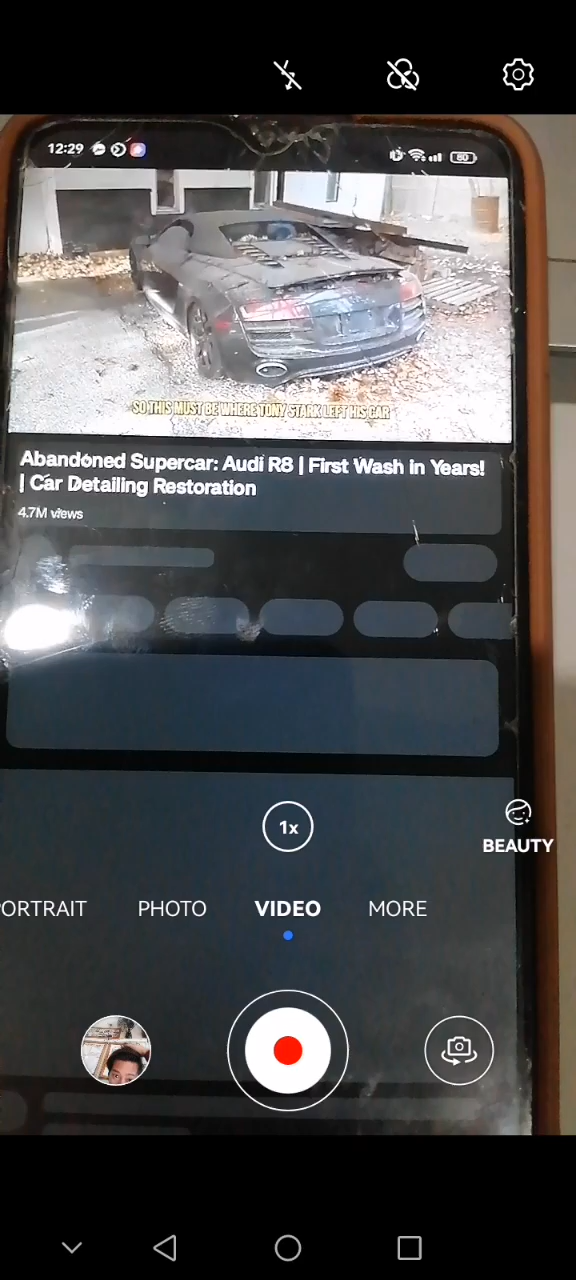 12:29
80
SO THIS MUST BE WHERE TONY STARK LEFT HIS CAR
Abandoned Supercar: Audi R8 | First Wash in Years!
| Car Detailing Restoration
4.7M views
1x
BEAUTY
ORTRAIT PHOTO VIDEO MORE